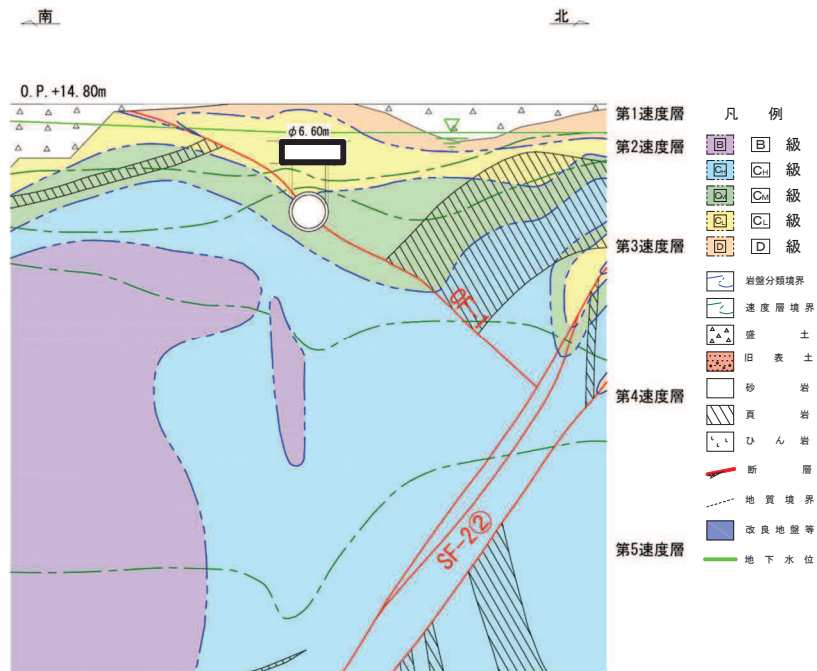 南
北
O.P.+14.80m
φ6.60m
第1速度層
第2速度層
第3速度層
第4速度層
第5速度層
SF-2②
凡 例
B B 級
CH CH 級
CM CM 級
CL CL 級
D D 級
岩盤分類境界
速度層境界
盛 土
旧 表 土
砂 岩
頁 岩
ひ ん 岩
断 層
地 質 境 界
改 良 地 盤 等
地 下 水 位